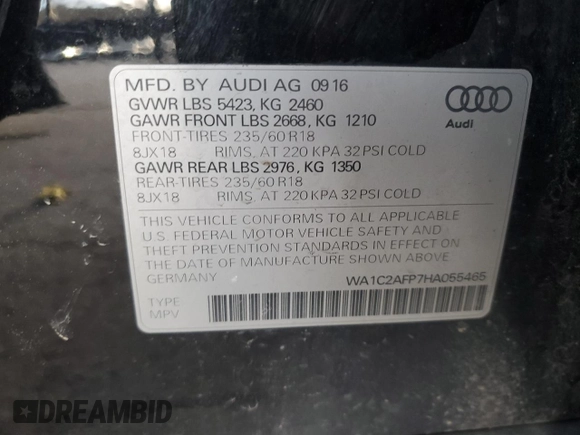 MFD. BY AUDI AG 09 16
GVWR LBS 5423, KG 2460
GAWR FRONT LBS 2668, KG 1210
FRONT-TIRES 235/60 R18
8JX18 RIMS, AT 220 KPA 32 PSI COLD
GAWR REAR LBS 2976, KG 1350
REAR-TIRES 235/60 R18
8JX18 RIMS, AT 220 KPA 32 PSI COLD
Audi
THIS VEHICLE CONFORMS TO ALL APPLICABLE
U.S. FEDERAL MOTOR VEHICLE SAFETY AND
THEFT PREVENTION STANDARDS IN EFFECT ON
THE DATE OF MANUFACTURE SHOWN ABOVE.
GERMANY WA1C2AFP7HA055465
TYPE
MPV
DREAMBID